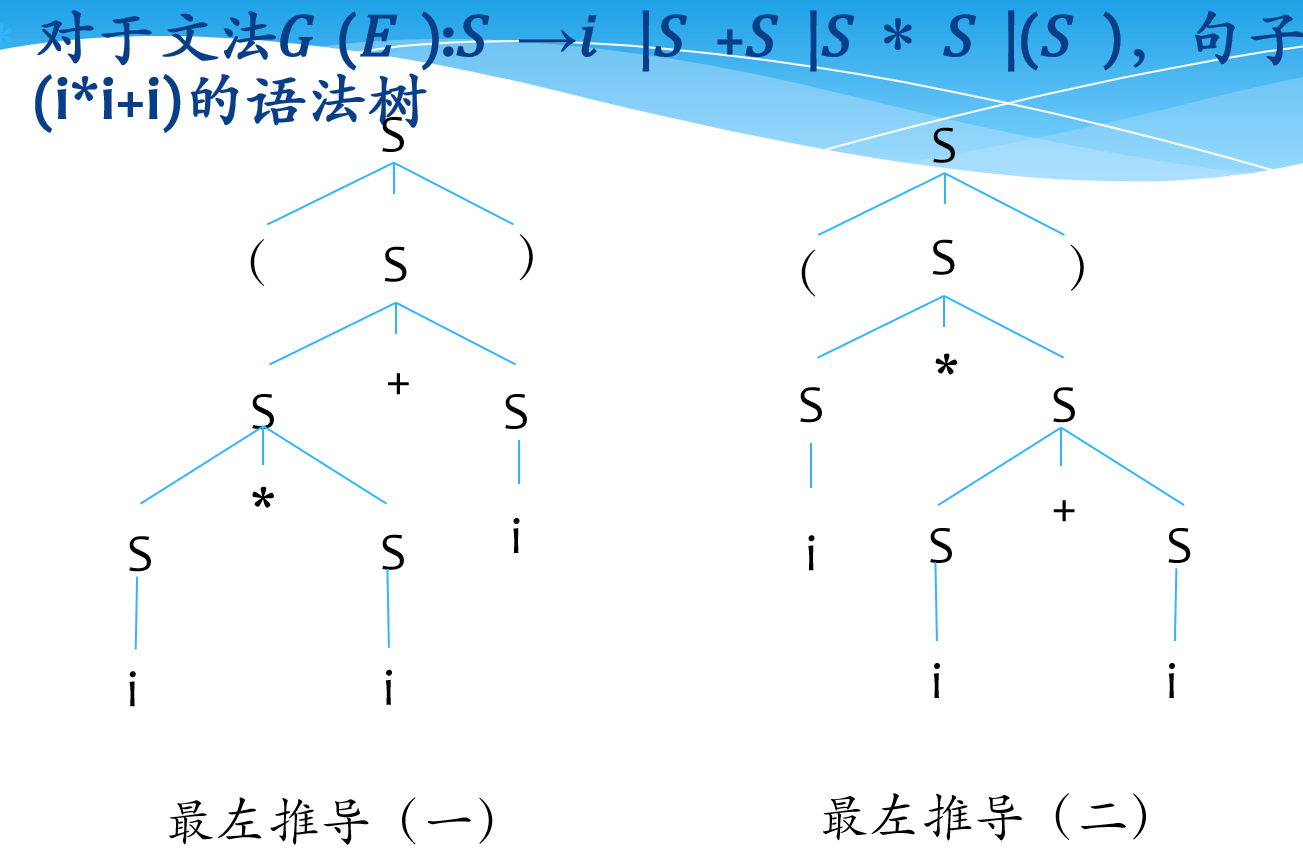 对于文法G (E ):S →i |S +S |S * S |(S )，句子
(i*i+i)的语法树
S
( S )
S + S
S * S i
i i
最左推导（一）
S
( S )
S * S
i S + S
i i
最左推导（二）